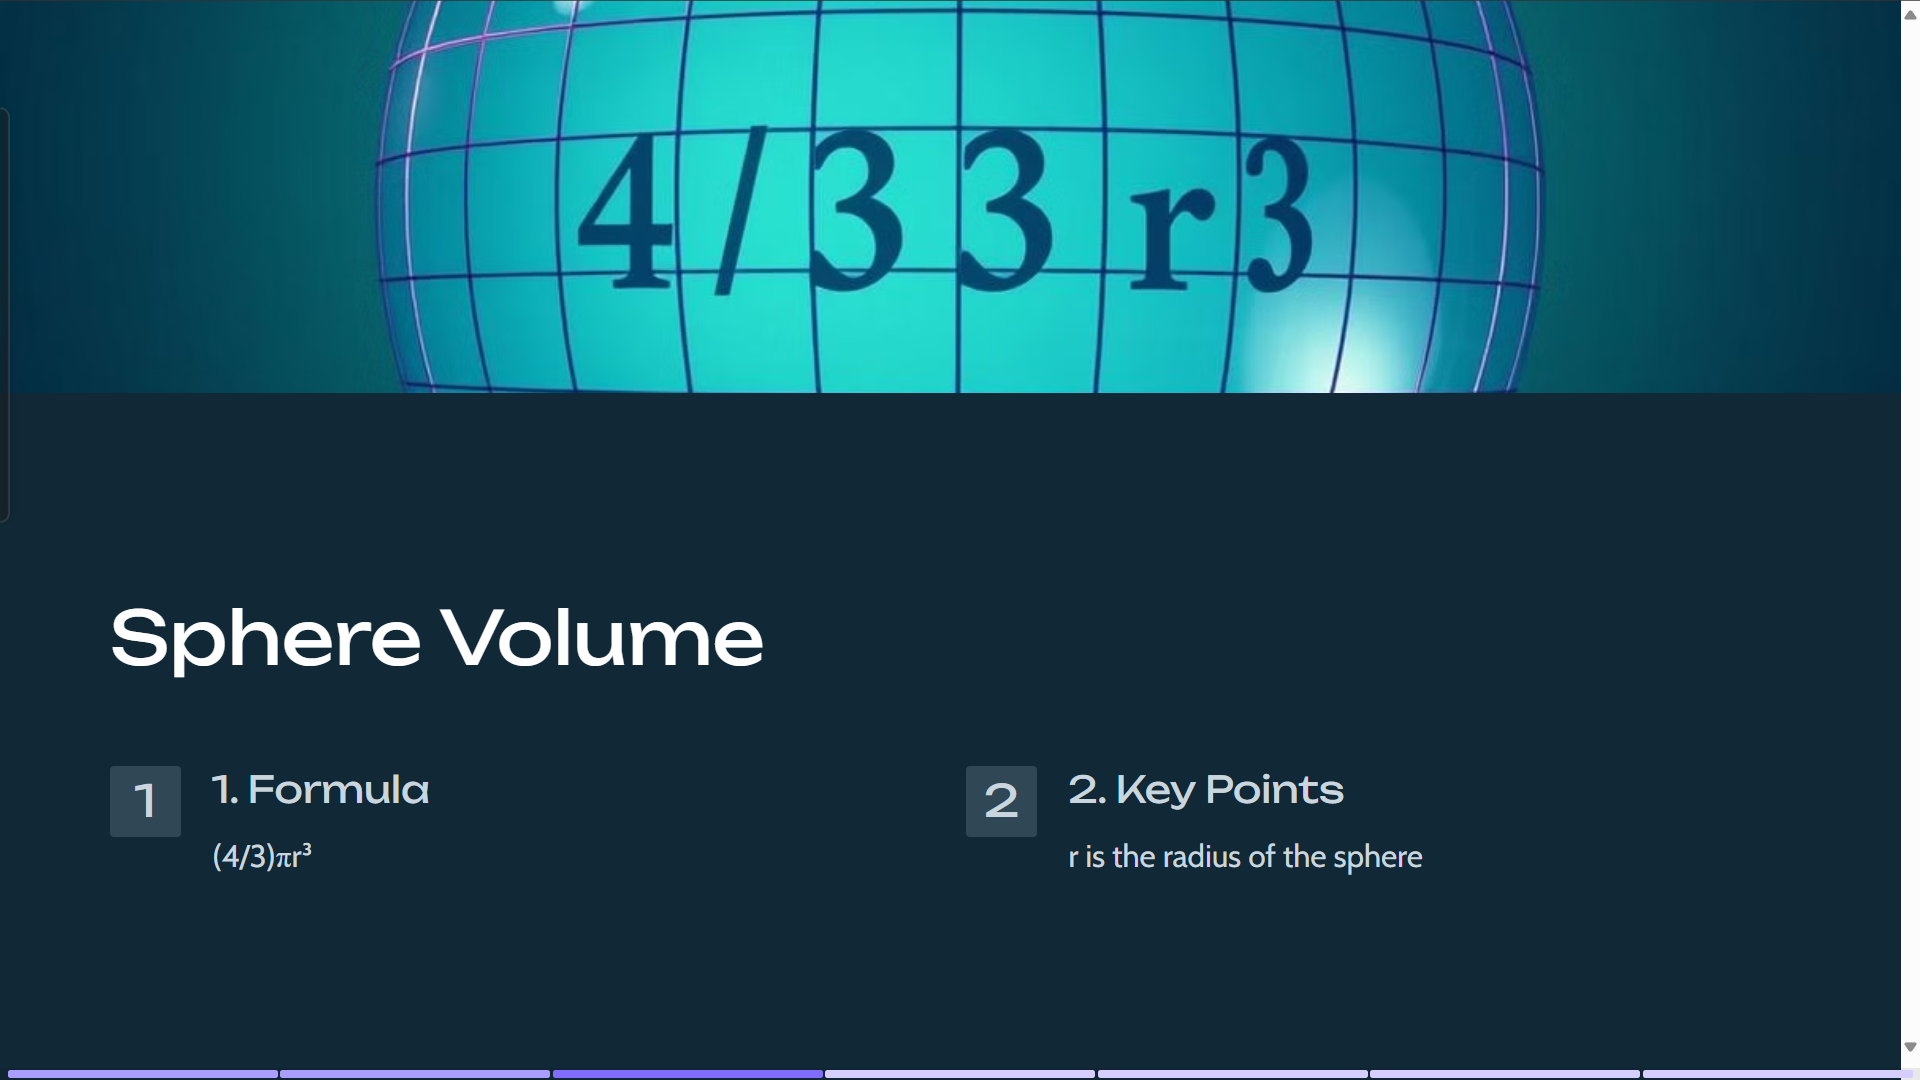 4/33 r3
Sphere Volume
1
1. Formula
(4/3)πr³
2
2. Key Points
r is the radius of the sphere